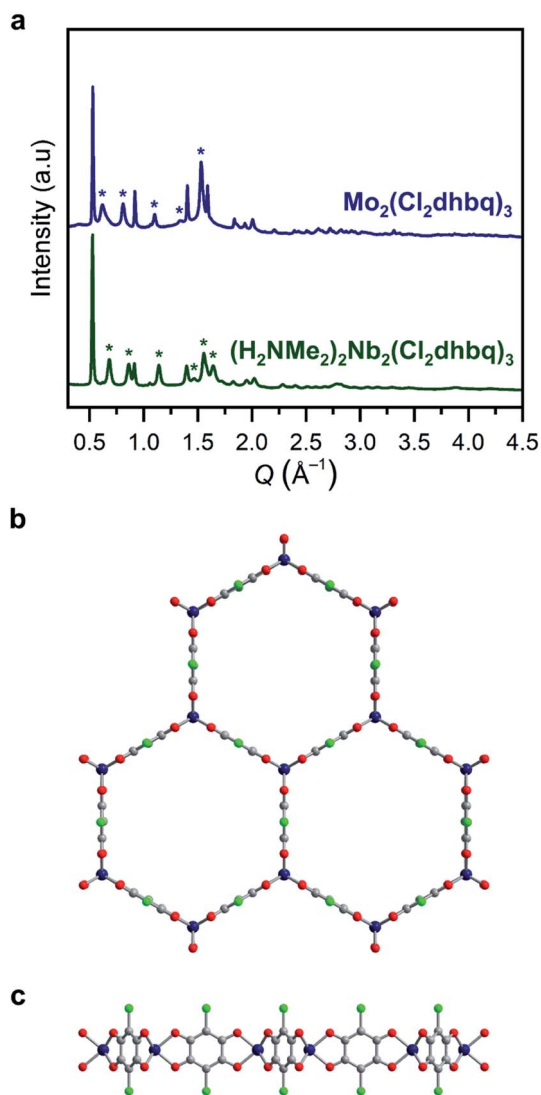 a
Intensity (a.u)
* * * * *
Mo₂(Cl₂dhbq)₃
* * * * * *
(H₂NMe₂)₂Nb₂(Cl₂dhbq)₃
0.5 1.0 1.5 2.0 2.5 3.0 3.5 4.0 4.5
Q (Å⁻¹)
b
c